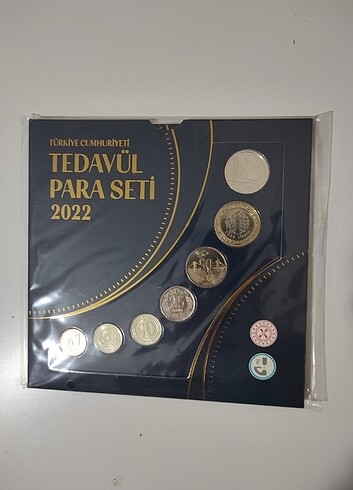 TÜRKİYE CUMHURİYETİ
TEDAVÜL
PARA SETİ
2022